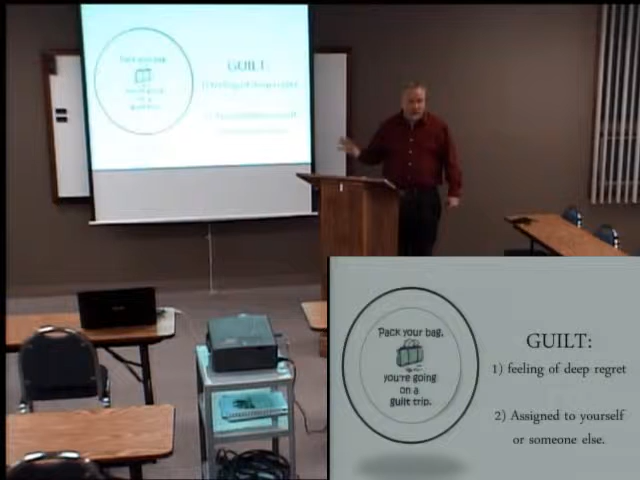 GUILT:
Pack your bag,
you're going
on a
guilt trip.
GUILT:
1) feeling of deep regret
2) Assigned to yourself
or someone else.